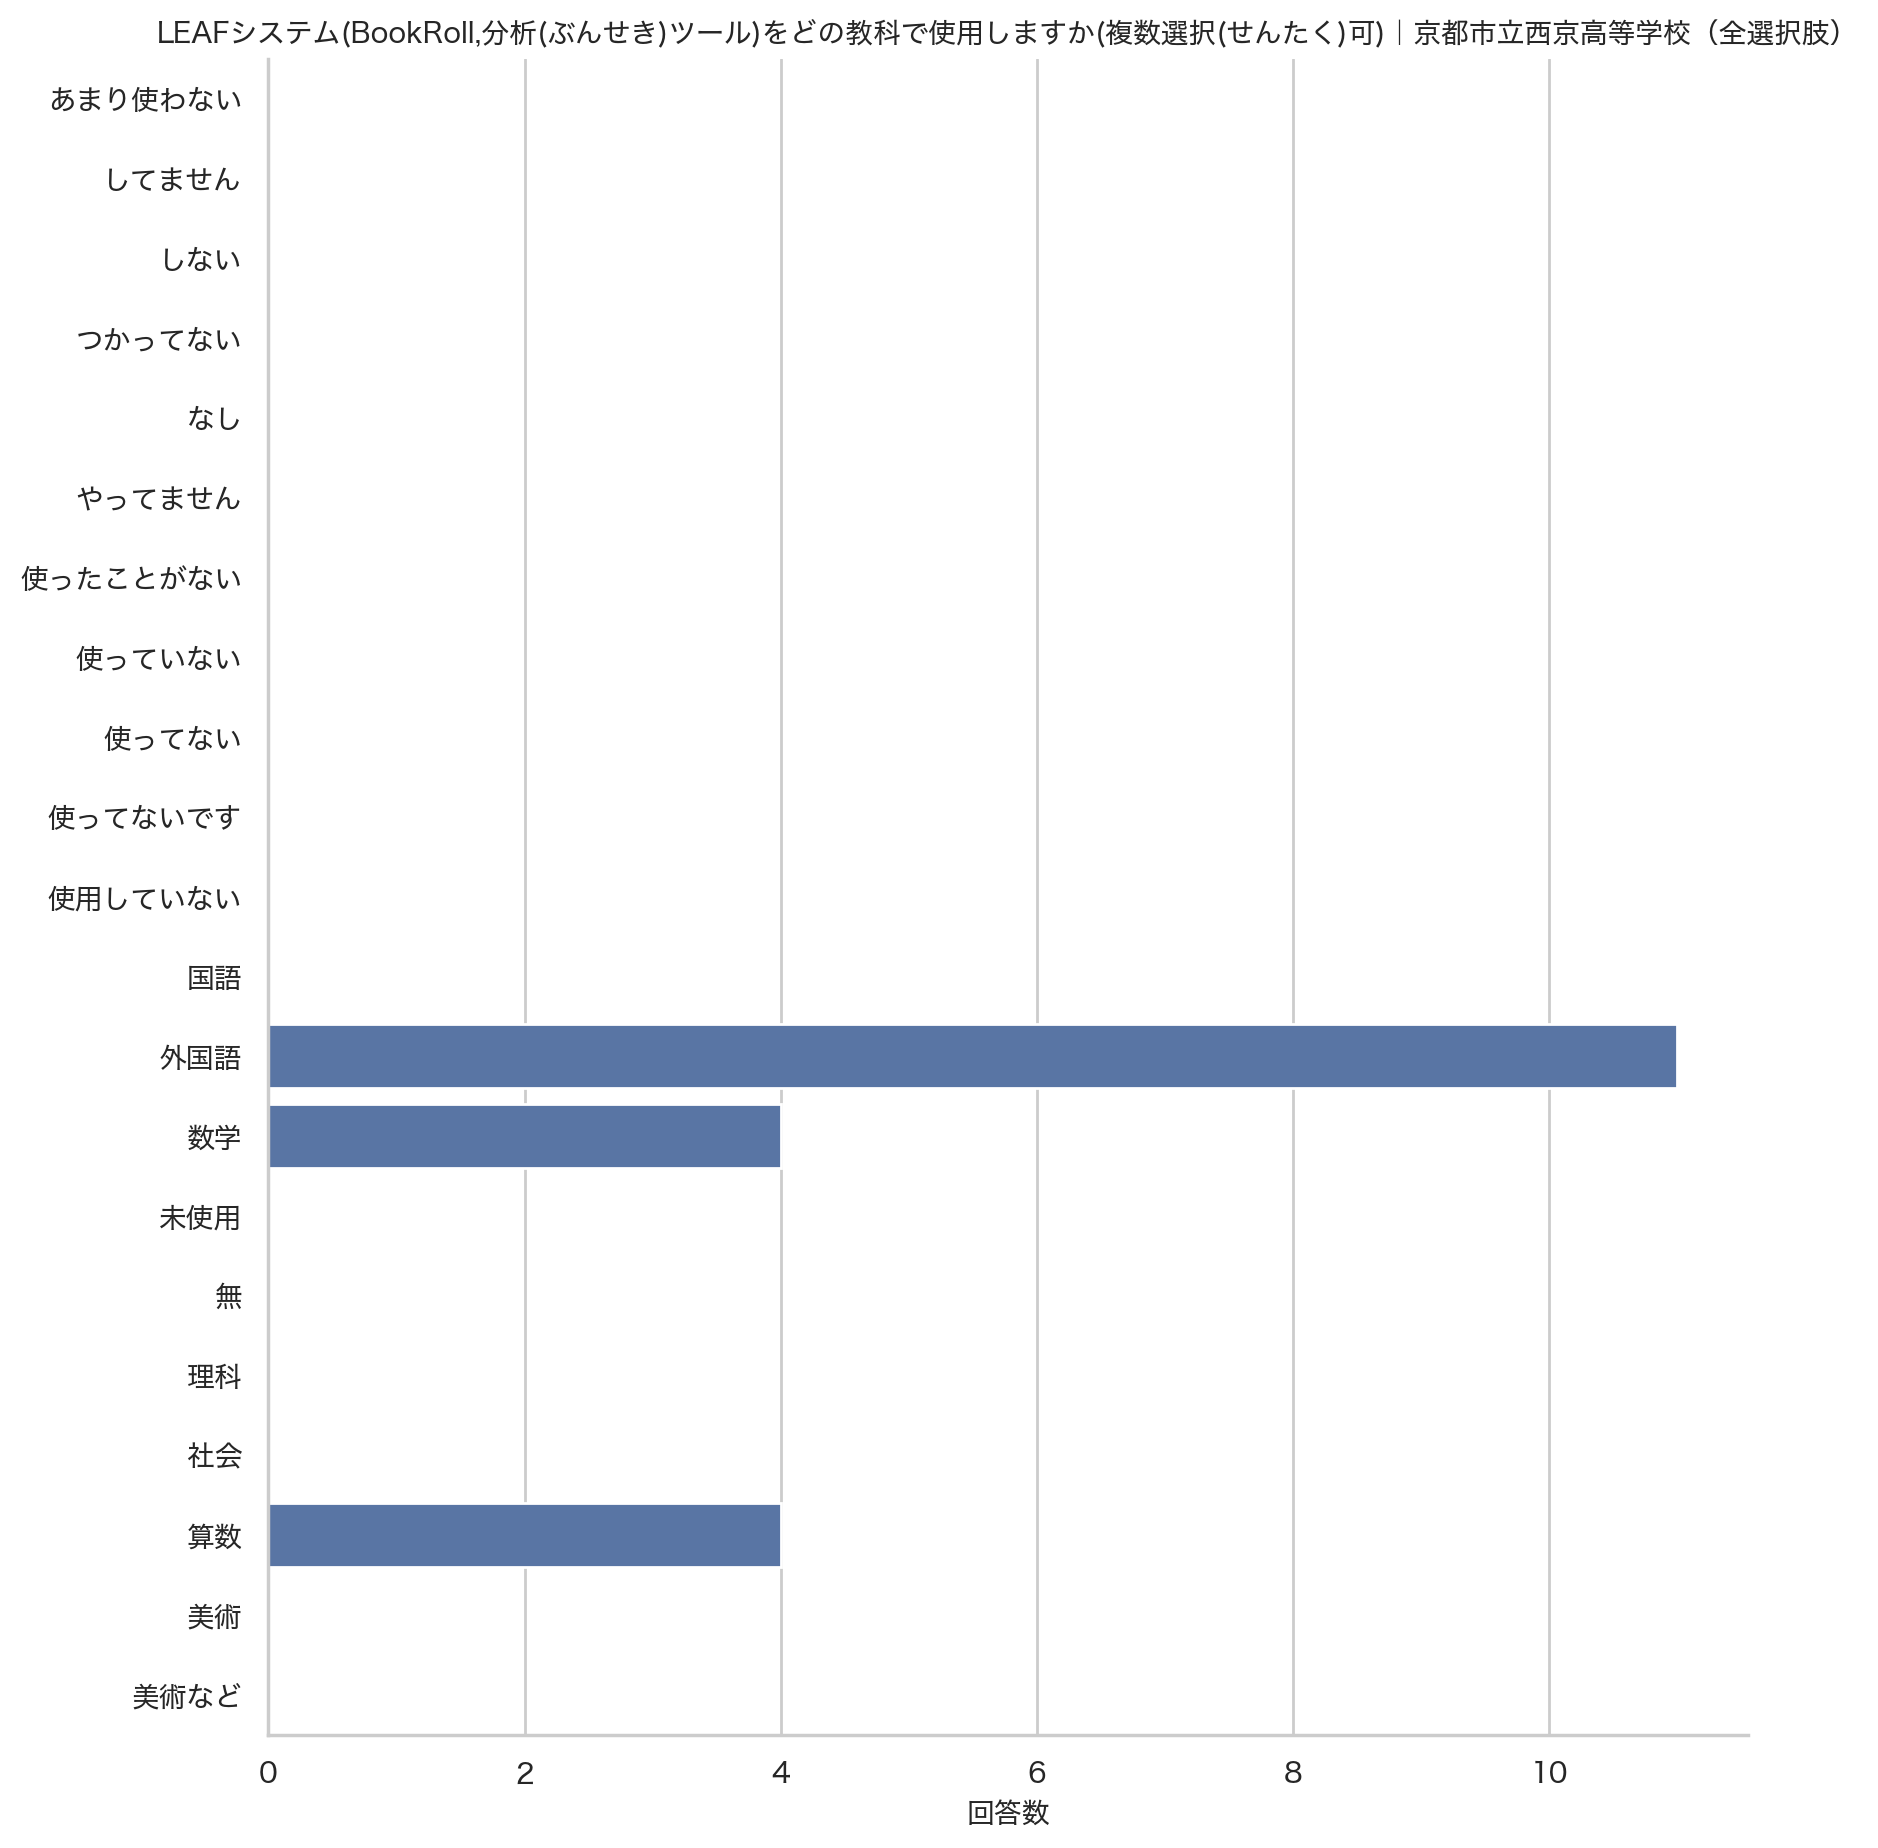 LEAFシステム(BookRoll,分析(ぶんせき)ツール)をどの教科で使用しますか(複数選択(せんたく)可)｜京都市立西京高等学校（全選択肢）
あまり使わない
してません
しない
つかってない
なし
やってません
使ったことがない
使っていない
使ってない
使ってないです
使用していない
国語
外国語
数学
未使用
無
理科
社会
算数
美術
美術など
0 2 4 6 8 10
回答数